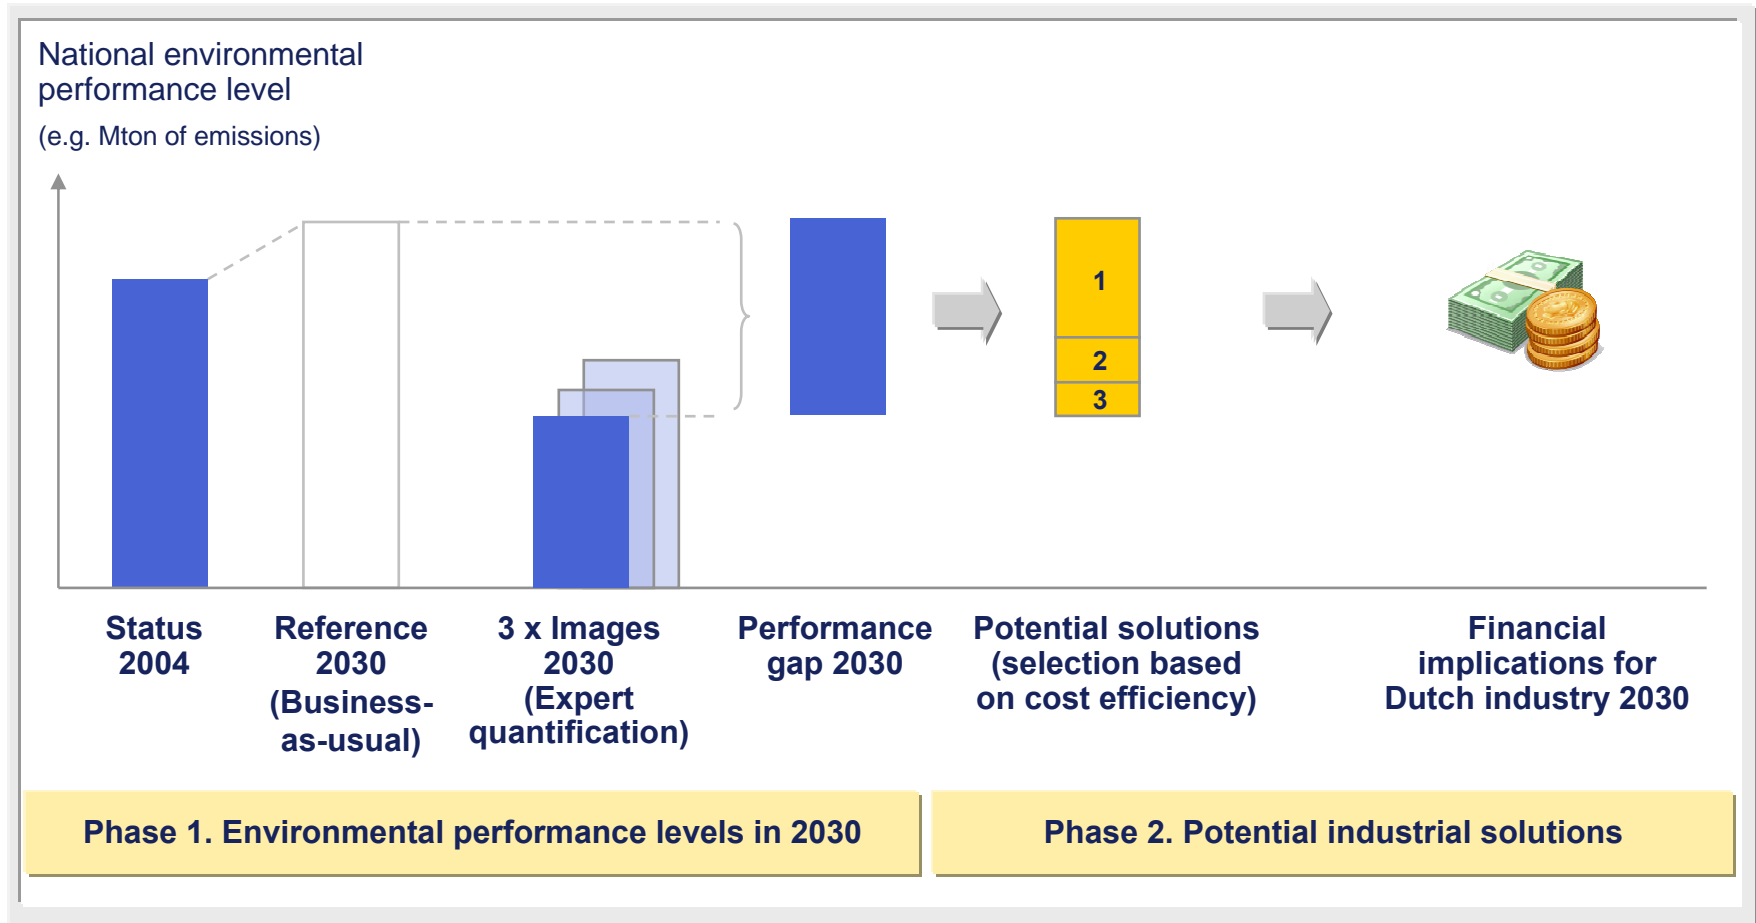 National environmental
performance level
(e.g. Mton of emissions)
1
2
3
Status
2004
Reference
2030
(Business-
as-usual)
3 x Images
2030
(Expert
quantification)
Performance
gap 2030
Potential solutions
(selection based
on cost efficiency)
Financial
implications for
Dutch industry 2030
Phase 1. Environmental performance levels in 2030
Phase 2. Potential industrial solutions